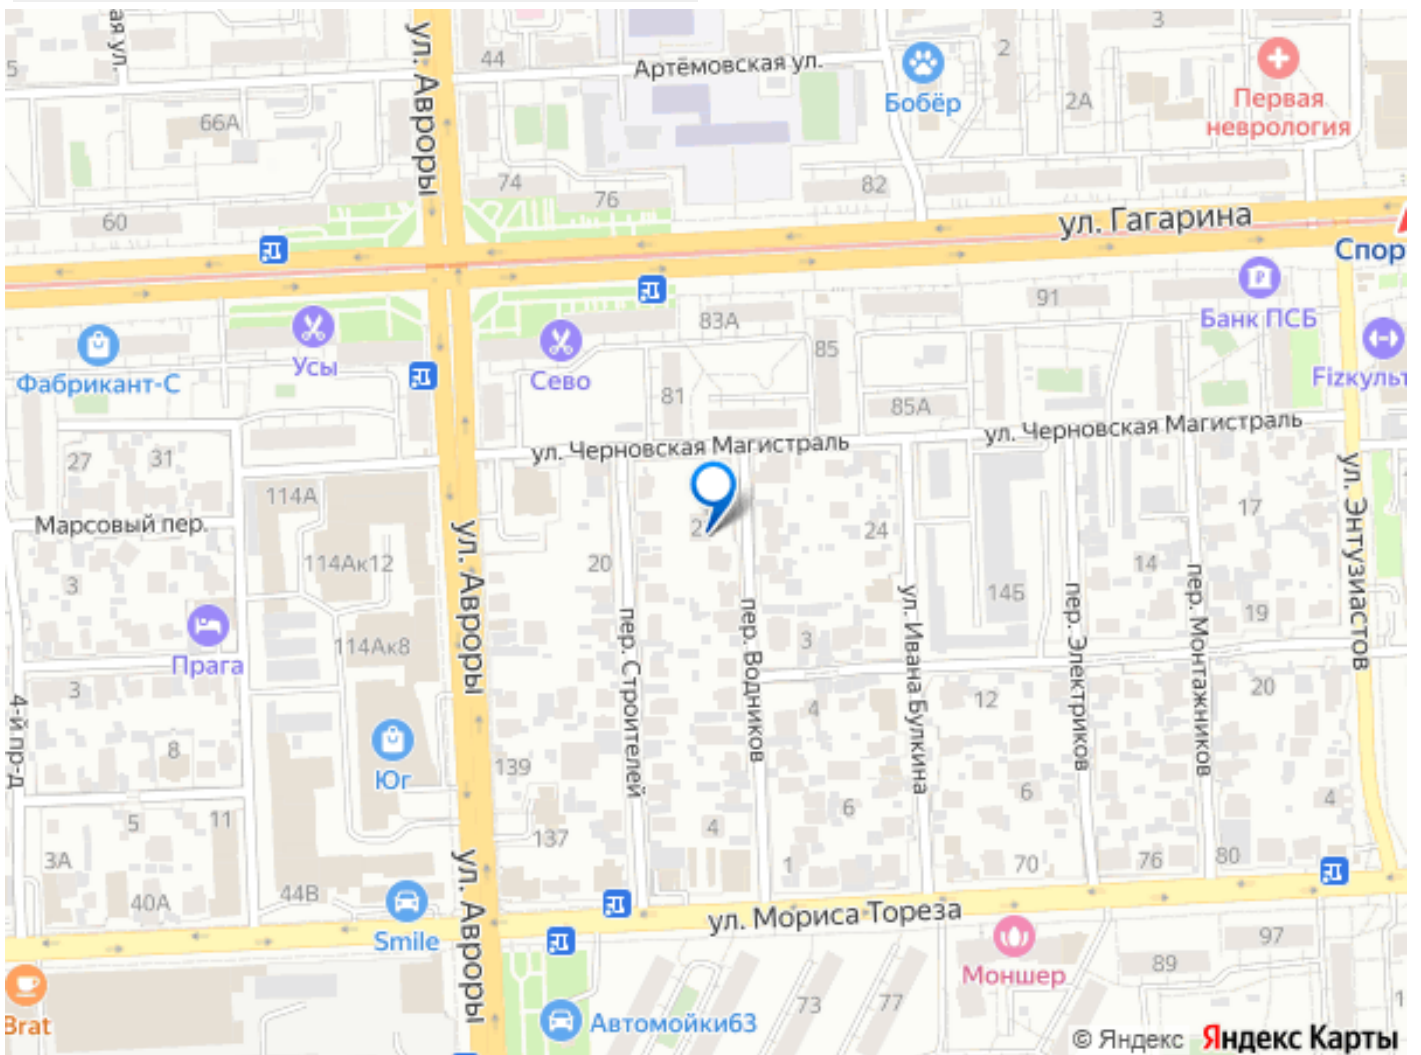 ул. Авроры
44
Артёмовская ул.
2
3
Бобёр
2А
Первая
неврология
5
66А
74
76
82
60
ул. Гагарина
Спор
91
Банк ПСБ
83А
85
Усы
Сево
Фабрикант-С
81
85А
Fizкульт
ул. Черновская Магистраль
ул. Черновская Магистраль
27
31
114А
Марсовый пер.
ул. Авроры
24
17
ул. Энтузиастов
3
114Ак12
20
14
145
пер. Строителей
пер. Водников
ул. Ивана Булкина
пер. Электриков
пер. Монтажников
19
Прага
114Ак8
3
3
4
12
20
4-й пр-д
8
Юг
139
6
6
4
5
11
137
4
1
70
76
80
3А
40А
44В
ул. Авроры
Smile
ул. Мориса Тореза
Моншер
97
89
Brat
Автомойки63
73
77
© Яндекс Яндекс Карты